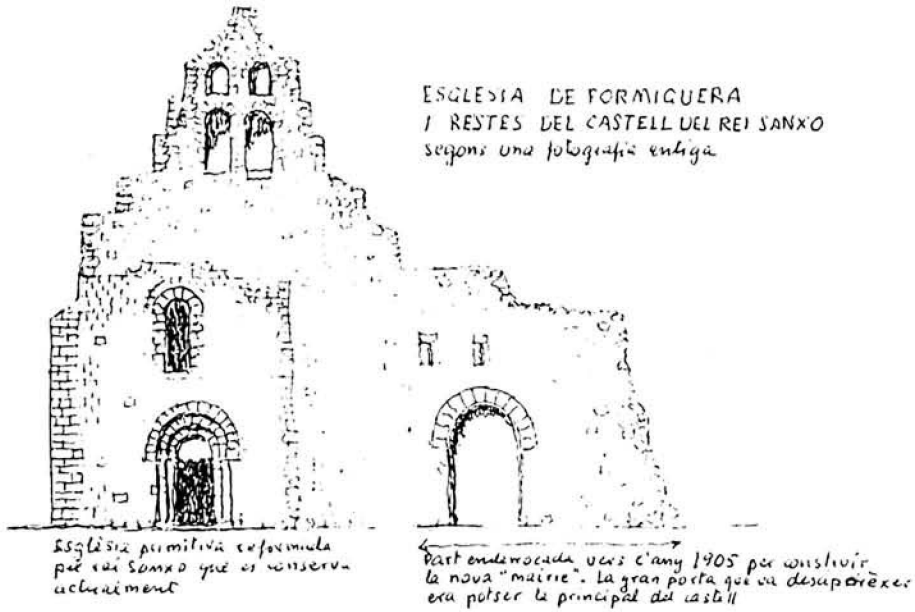 ESGLESIA DE FORMIGUERA
I RESTES DEL CASTELL DEL REI SANXO
segons una fotografia antiga
Esglèsia primitiva reformada
pel rei Sanxo que es conserva
actualment
Part enderrocada vers l'any 1905 per construir
la nova "mairie". La gran porta que va desaparèxer
era potser la principal del castell